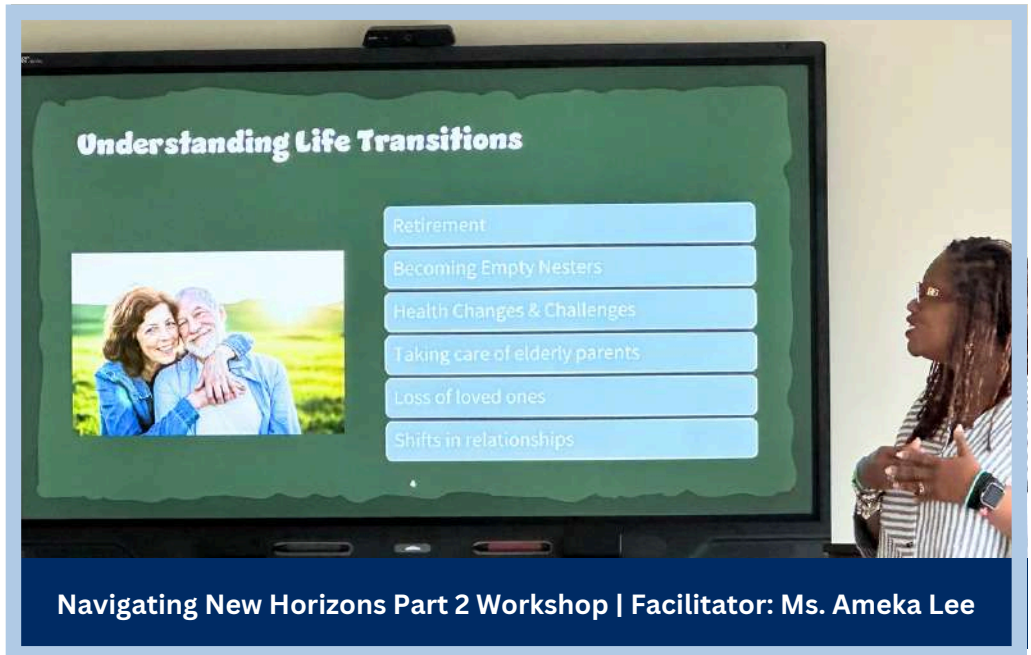 Understanding Life Transitions
Retirement
Becoming Empty Nesters
Health Changes & Challenges
Taking care of elderly parents
Loss of loved ones
Shifts in relationships
4
Navigating New Horizons Part 2 Workshop | Facilitator: Ms. Ameka Lee